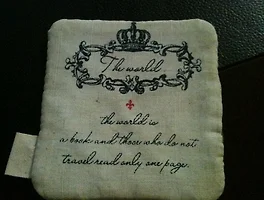 The world
the world is
a book and those who do not
travel read only one page.